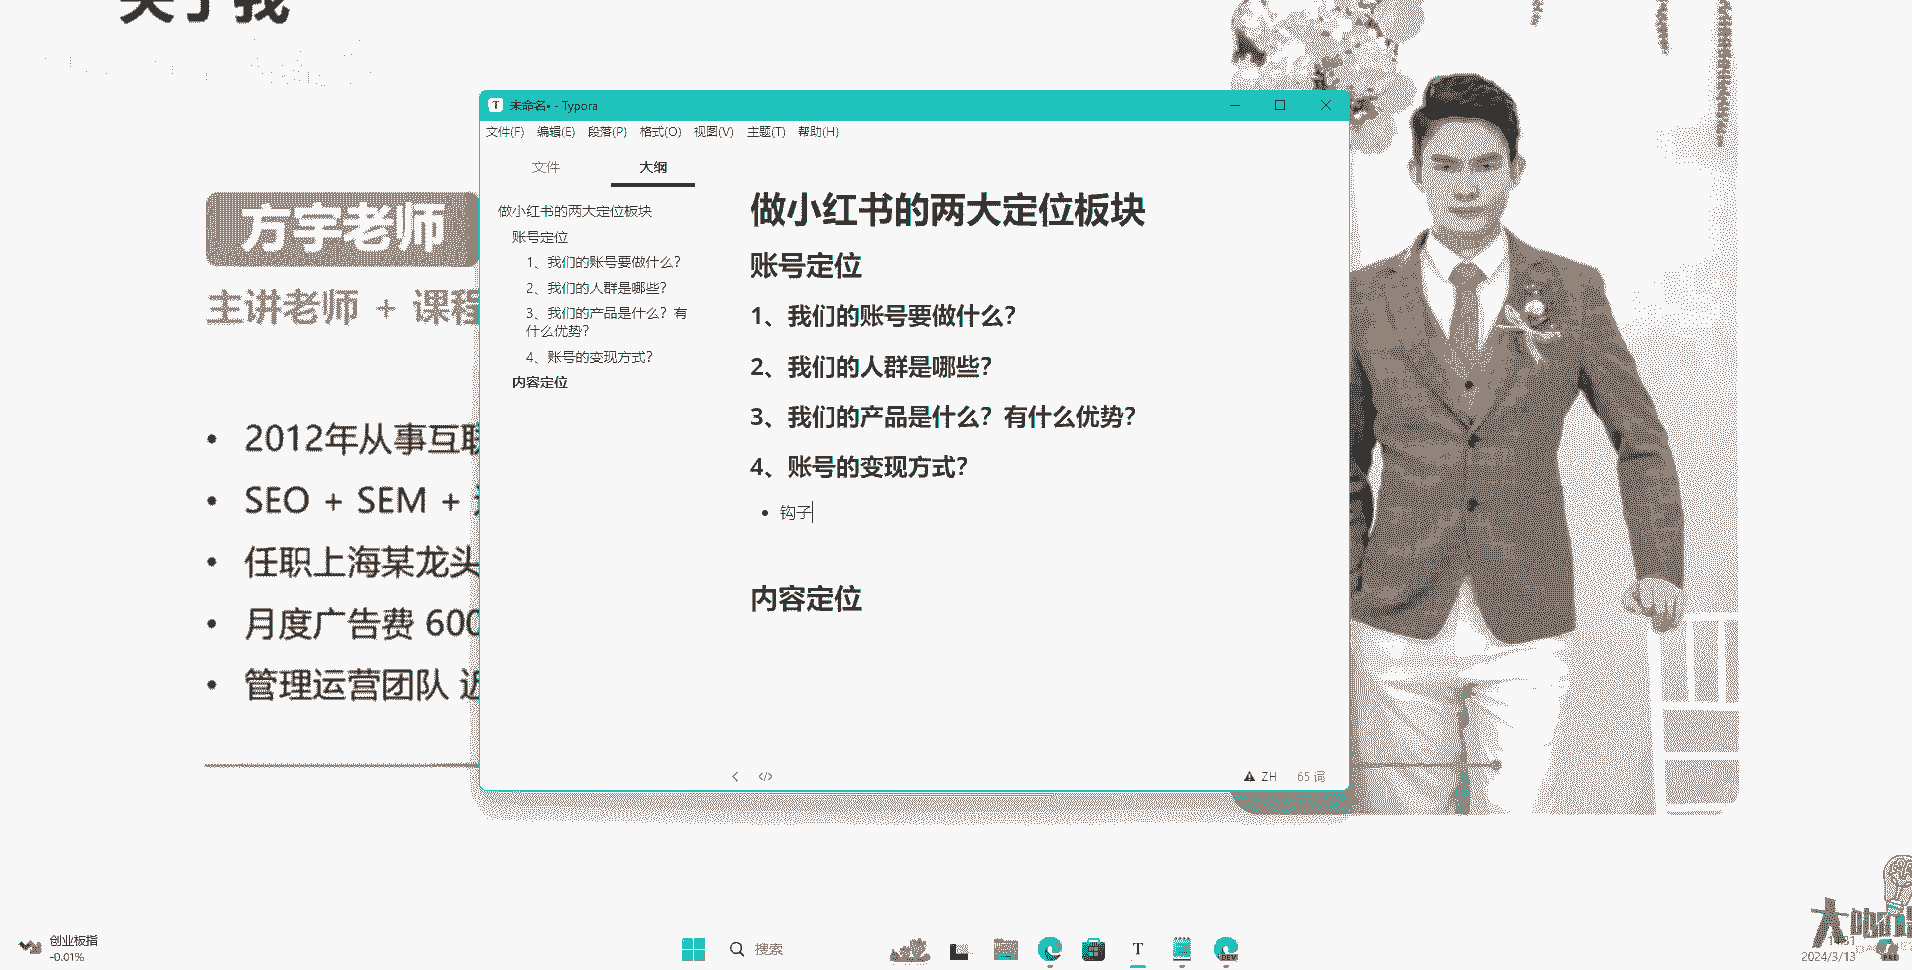 关于我
方宇老师
主讲老师 + 课程
2012年从事互联
SEO + SEM +
任职上海某龙头
月度广告费 600
管理运营团队 近
未命名• - Typora
文件(F) 编辑(E) 段落(P) 格式(O) 视图(V) 主题(T) 帮助(H)
文件 大纲
做小红书的两大定位板块
账号定位
1、我们的账号要做什么？
2、我们的人群是哪些？
3、我们的产品是什么？有
什么优势？
4、账号的变现方式？
内容定位
做小红书的两大定位板块
账号定位
1、我们的账号要做什么？
2、我们的人群是哪些？
3、我们的产品是什么？有什么优势？
4、账号的变现方式？
钩子
内容定位
ZH 65 词
创业板指
-0.01%
搜索
DEV
2024/3/13
PRE